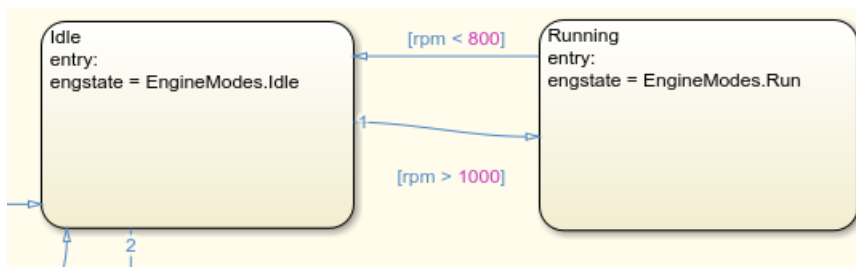 Idle
entry:
engstate = EngineModes.Idle
[rpm < 800]
Running
entry:
engstate = EngineModes.Run
1
[rpm > 1000]
2